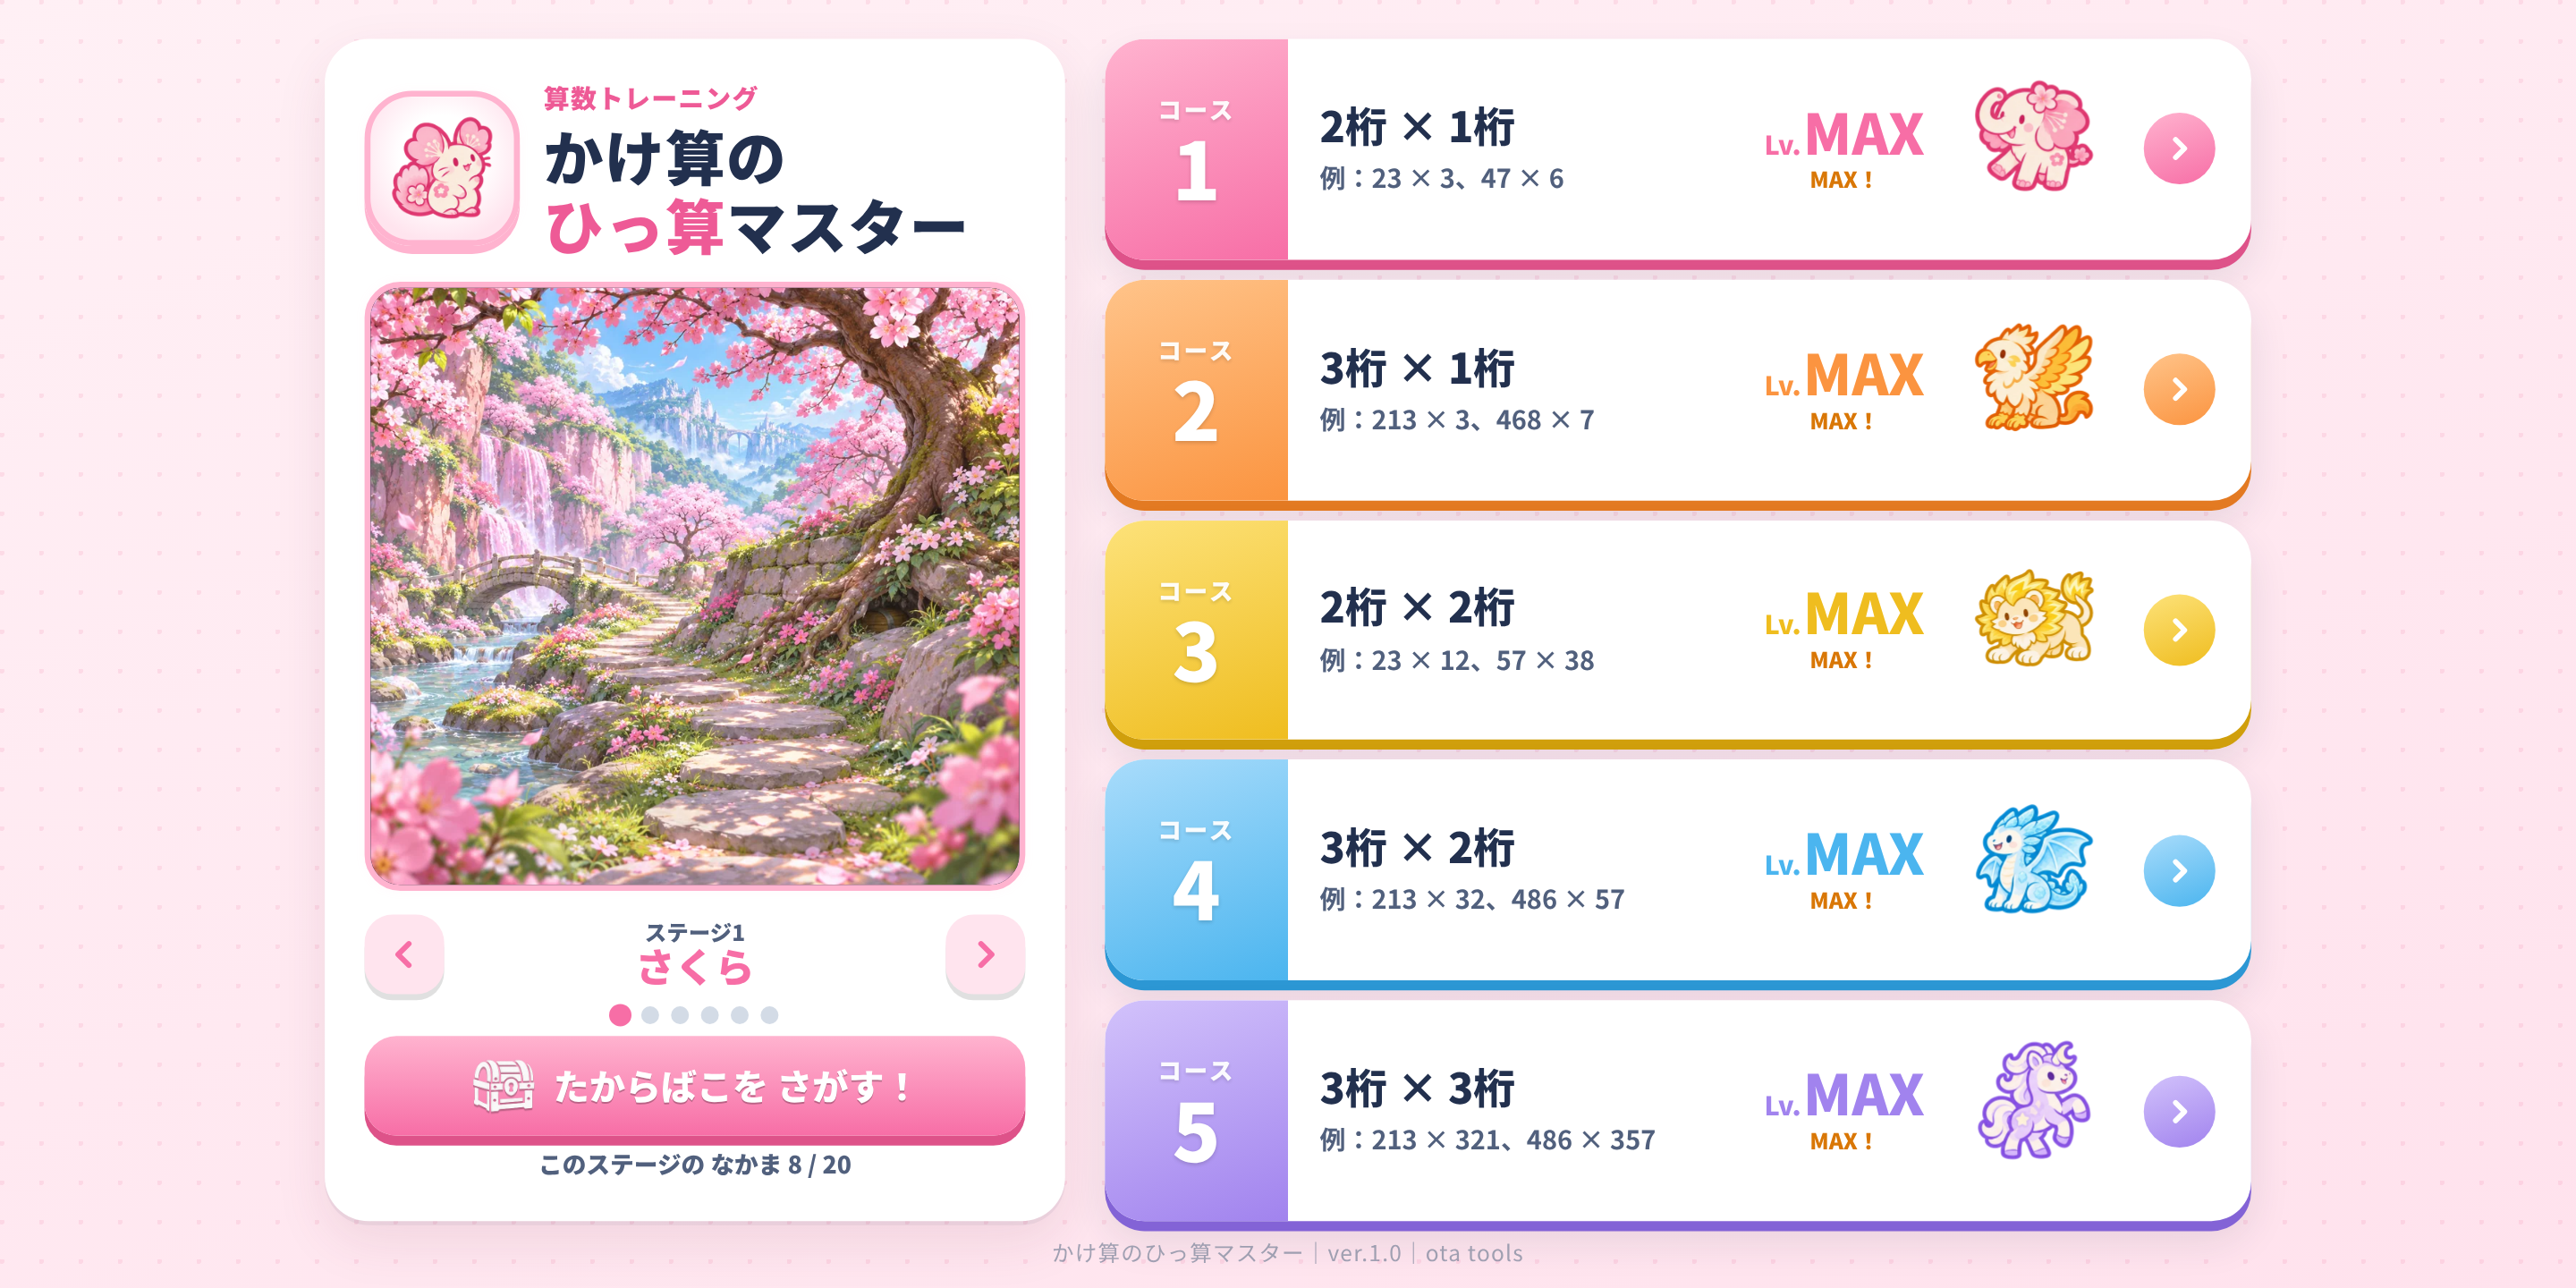 算数トレーニング
かけ算の
ひっ算マスター
ステージ1
さくら
たからばこを さがす！
このステージの なかま 8 / 20
コース
1
2桁 × 1桁
例：23 × 3、47 × 6
Lv.MAX
MAX！
コース
2
3桁 × 1桁
例：213 × 3、468 × 7
Lv.MAX
MAX！
コース
3
2桁 × 2桁
例：23 × 12、57 × 38
Lv.MAX
MAX！
コース
4
3桁 × 2桁
例：213 × 32、486 × 57
Lv.MAX
MAX！
コース
5
3桁 × 3桁
例：213 × 321、486 × 357
Lv.MAX
MAX！
かけ算のひっ算マスター｜ver.1.0｜ota tools